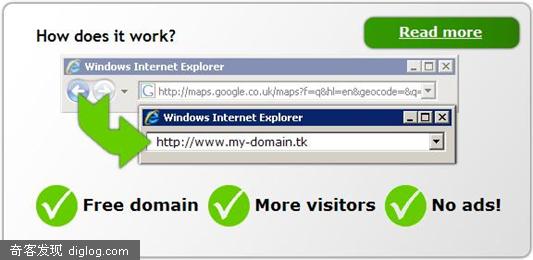 How does it work?
Read more
Windows Internet Explorer
http://maps.google.co.uk/maps?f=q&hl=en&geocode=&q=
Windows Internet Explorer
http://www.my-domain.tk
Free domain
More visitors
No ads!
奇客发现 diglog.com